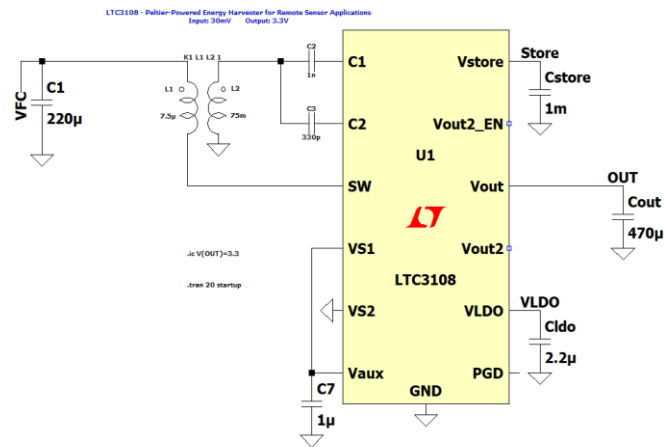 LTC3108 - Peltier-Powered Energy Harvester for Remote Sensor Applications
Input: 30mV Output: 3.3V
K1 L1 L2 1
C2
1n
C1
VFC
220µ
L1
7.5µ
L2
75m
C3
330p
C1
C2
SW
VS1
VS2
Vaux
GND
U1
LTC3108
Vstore
Vout2_EN
Vout
Vout2
VLDO
PGD
Store
Cstore
1m
OUT
Cout
470µ
VLDO
Cldo
2.2µ
.ic V(OUT)=3.3
.tran 20 startup
C7
1µ